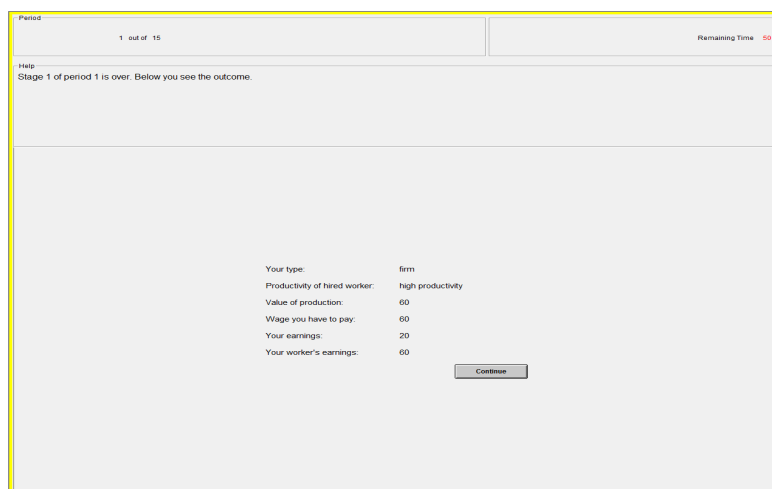 Period
1 out of 15
Remaining Time 50
Help
Stage 1 of period 1 is over. Below you see the outcome.
Your type: firm
Productivity of hired worker: high productivity
Value of production: 60
Wage you have to pay: 60
Your earnings: 20
Your worker's earnings: 60
Continue